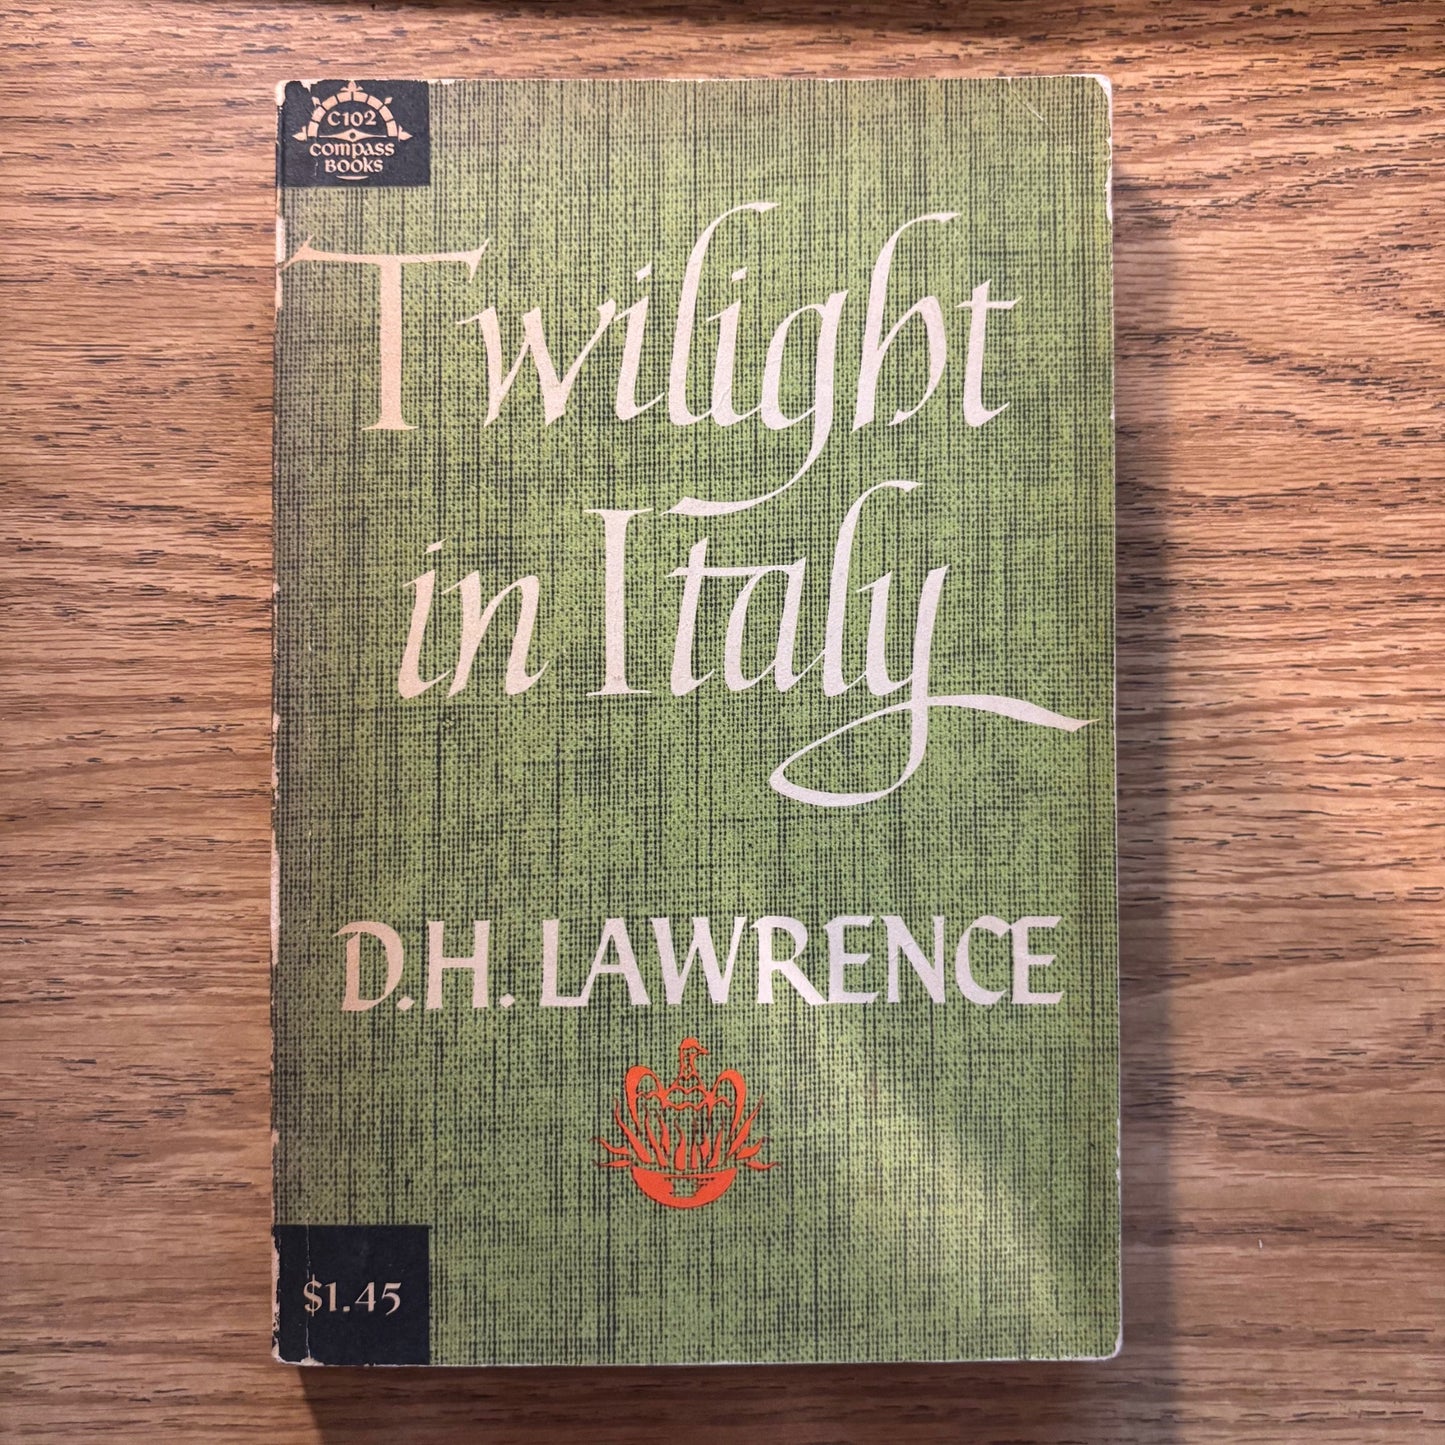 C102
Compass
Books
Twilight
in Italy
D.H. LAWRENCE
$1.45